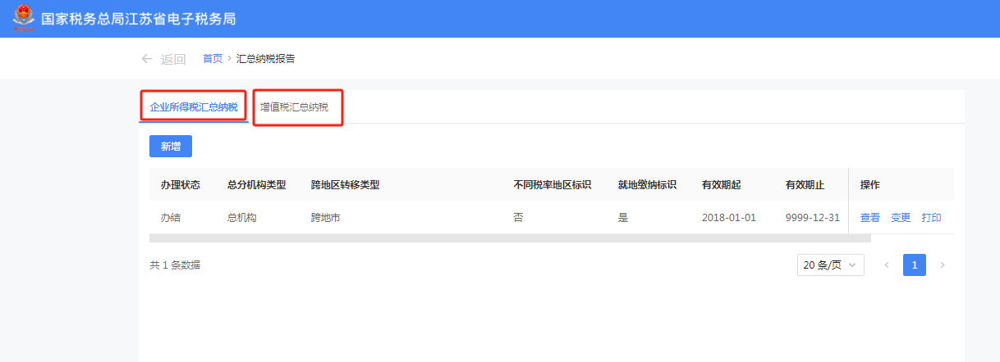 国家税务总局江苏省电子税务局
返回 首页 > 汇总纳税报告
企业所得税汇总纳税 增值税汇总纳税
新增
办理状态 总分机构类型 跨地区转移类型 不同税率地区标识 就地缴纳标识 有效期起 有效期止 操作
办结 总机构 跨地市 否 是 2018-01-01 9999-12-31 查看 变更 打印
共 1 条数据 20 条/页 1